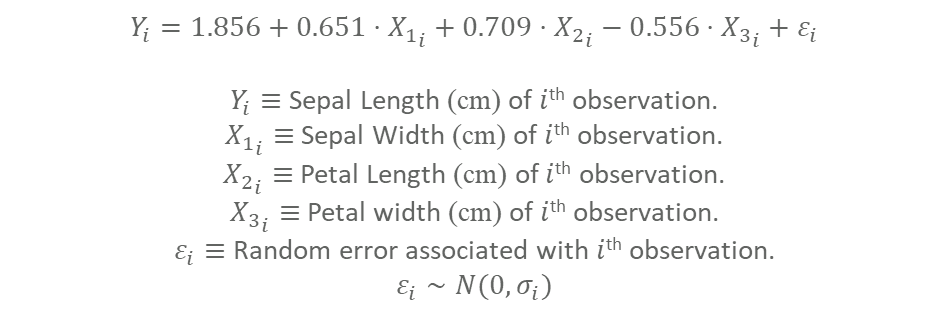 Yᵢ = 1.856 + 0.651 · X₁ᵢ + 0.709 · X₂ᵢ − 0.556 · X₃ᵢ + εᵢ
Yᵢ ≡ Sepal Length (cm) of iᵗʰ observation.
X₁ᵢ ≡ Sepal Width (cm) of iᵗʰ observation.
X₂ᵢ ≡ Petal Length (cm) of iᵗʰ observation.
X₃ᵢ ≡ Petal width (cm) of iᵗʰ observation.
εᵢ ≡ Random error associated with iᵗʰ observation.
εᵢ ~ N(0, σᵢ)